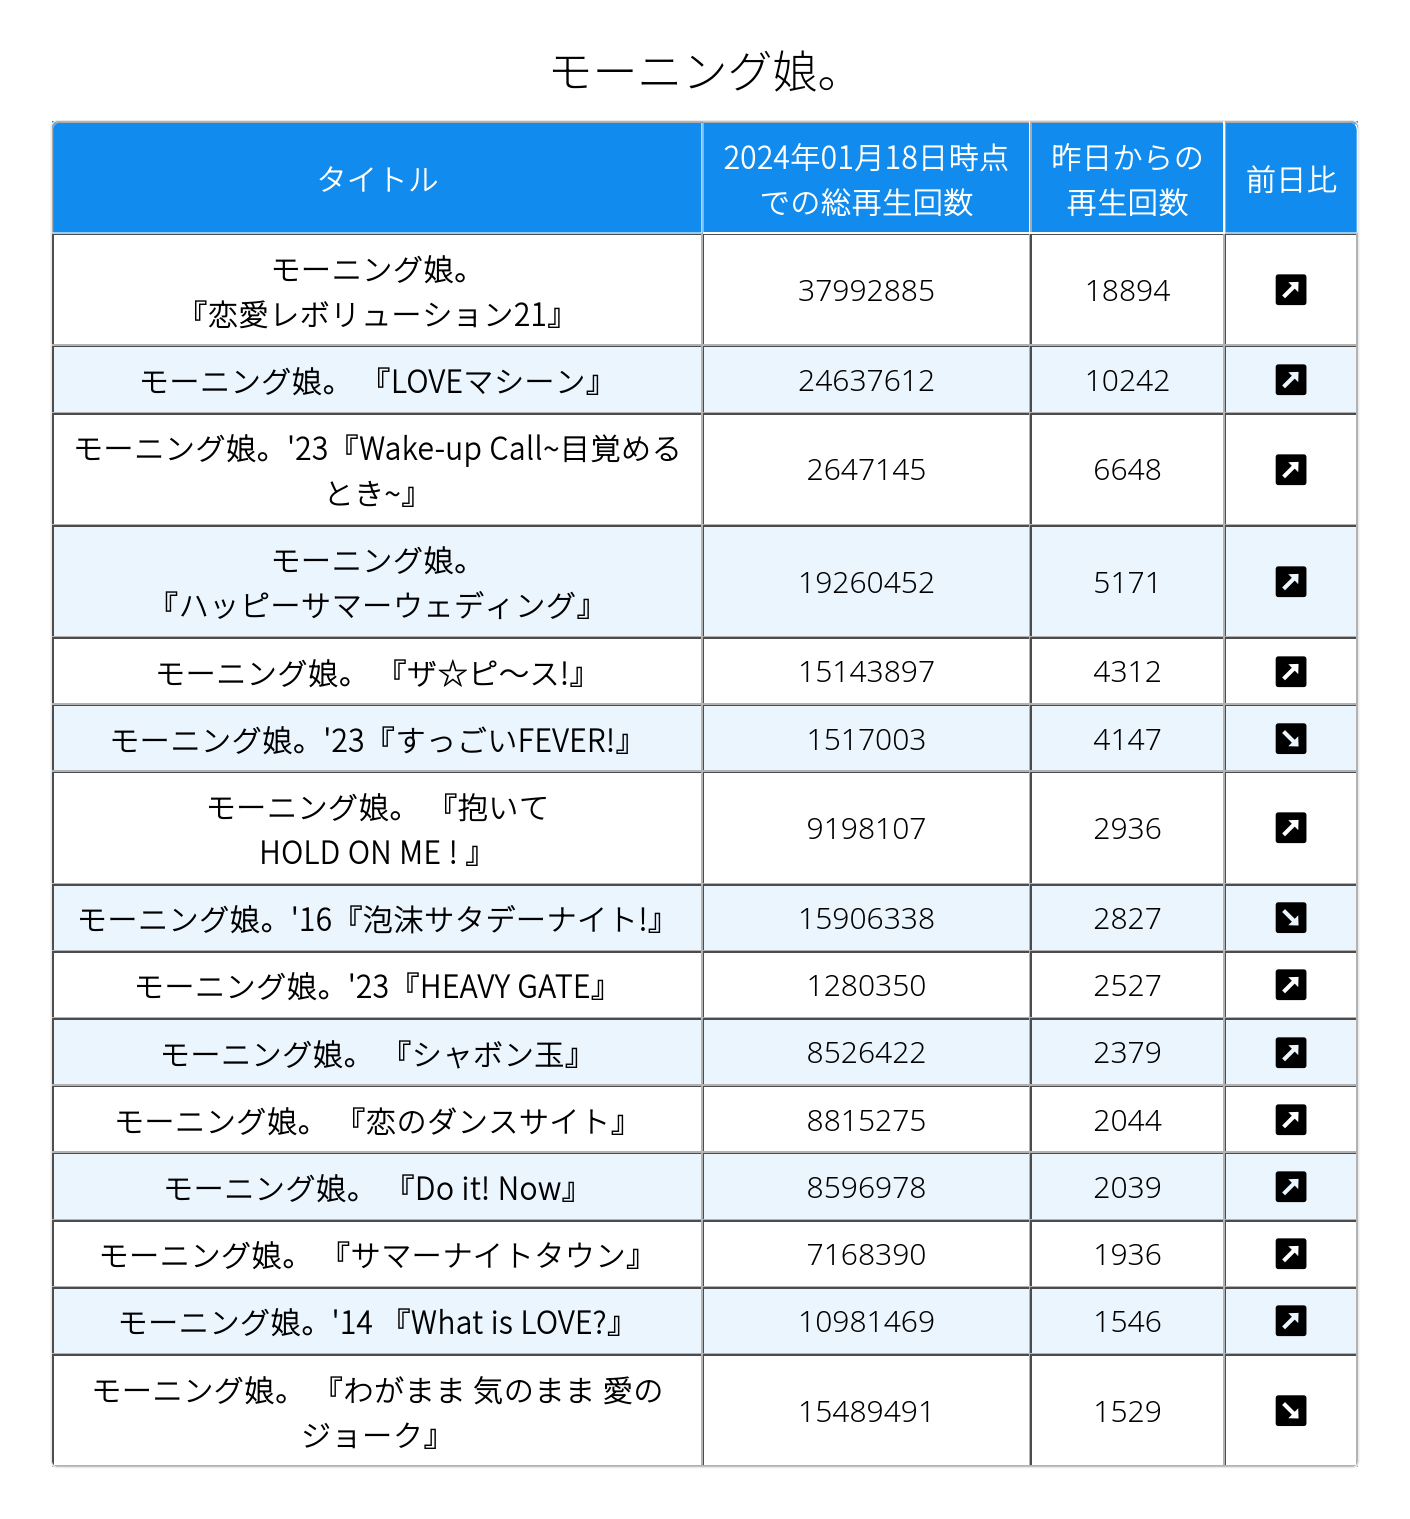 モーニング娘。
タイトル
2024年01月18日時点
での総再生回数
昨日からの
再生回数
前日比
モーニング娘。
『恋愛レボリューション21』
37992885
18894
モーニング娘。 『LOVEマシーン』
24637612
10242
モーニング娘。'23『Wake-up Call~目覚める
とき~』
2647145
6648
モーニング娘。
『ハッピーサマーウェディング』
19260452
5171
モーニング娘。 『ザ☆ピ〜ス!』
15143897
4312
モーニング娘。'23『すっごいFEVER!』
1517003
4147
モーニング娘。 『抱いて
HOLD ON ME ! 』
9198107
2936
モーニング娘。'16『泡沫サタデーナイト!』
15906338
2827
モーニング娘。'23『HEAVY GATE』
1280350
2527
モーニング娘。 『シャボン玉』
8526422
2379
モーニング娘。 『恋のダンスサイト』
8815275
2044
モーニング娘。 『Do it! Now』
8596978
2039
モーニング娘。 『サマーナイトタウン』
7168390
1936
モーニング娘。'14 『What is LOVE?』
10981469
1546
モーニング娘。 『わがまま 気のまま 愛の
ジョーク』
15489491
1529